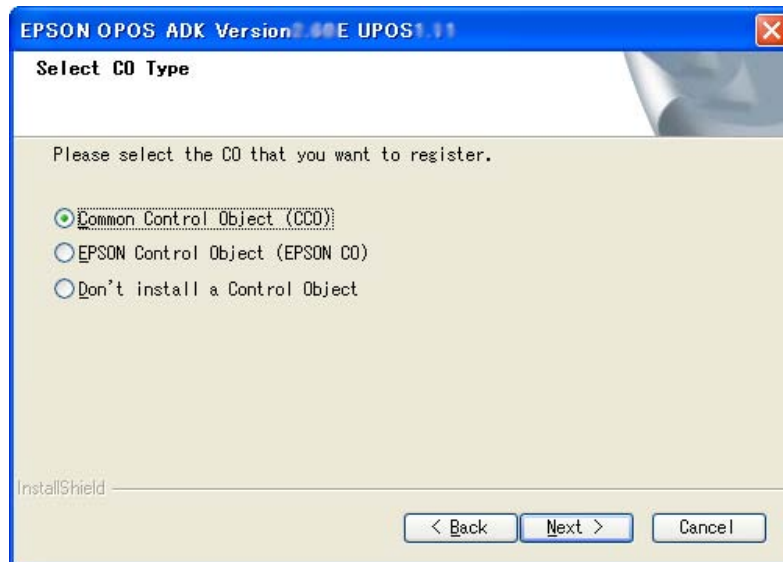 EPSON OPOS ADK Version E UPOS
Select CO Type
Please select the CO that you want to register.
Common Control Object (CCO)
EPSON Control Object (EPSON CO)
Don't install a Control Object
InstallShield
< Back
Next >
Cancel